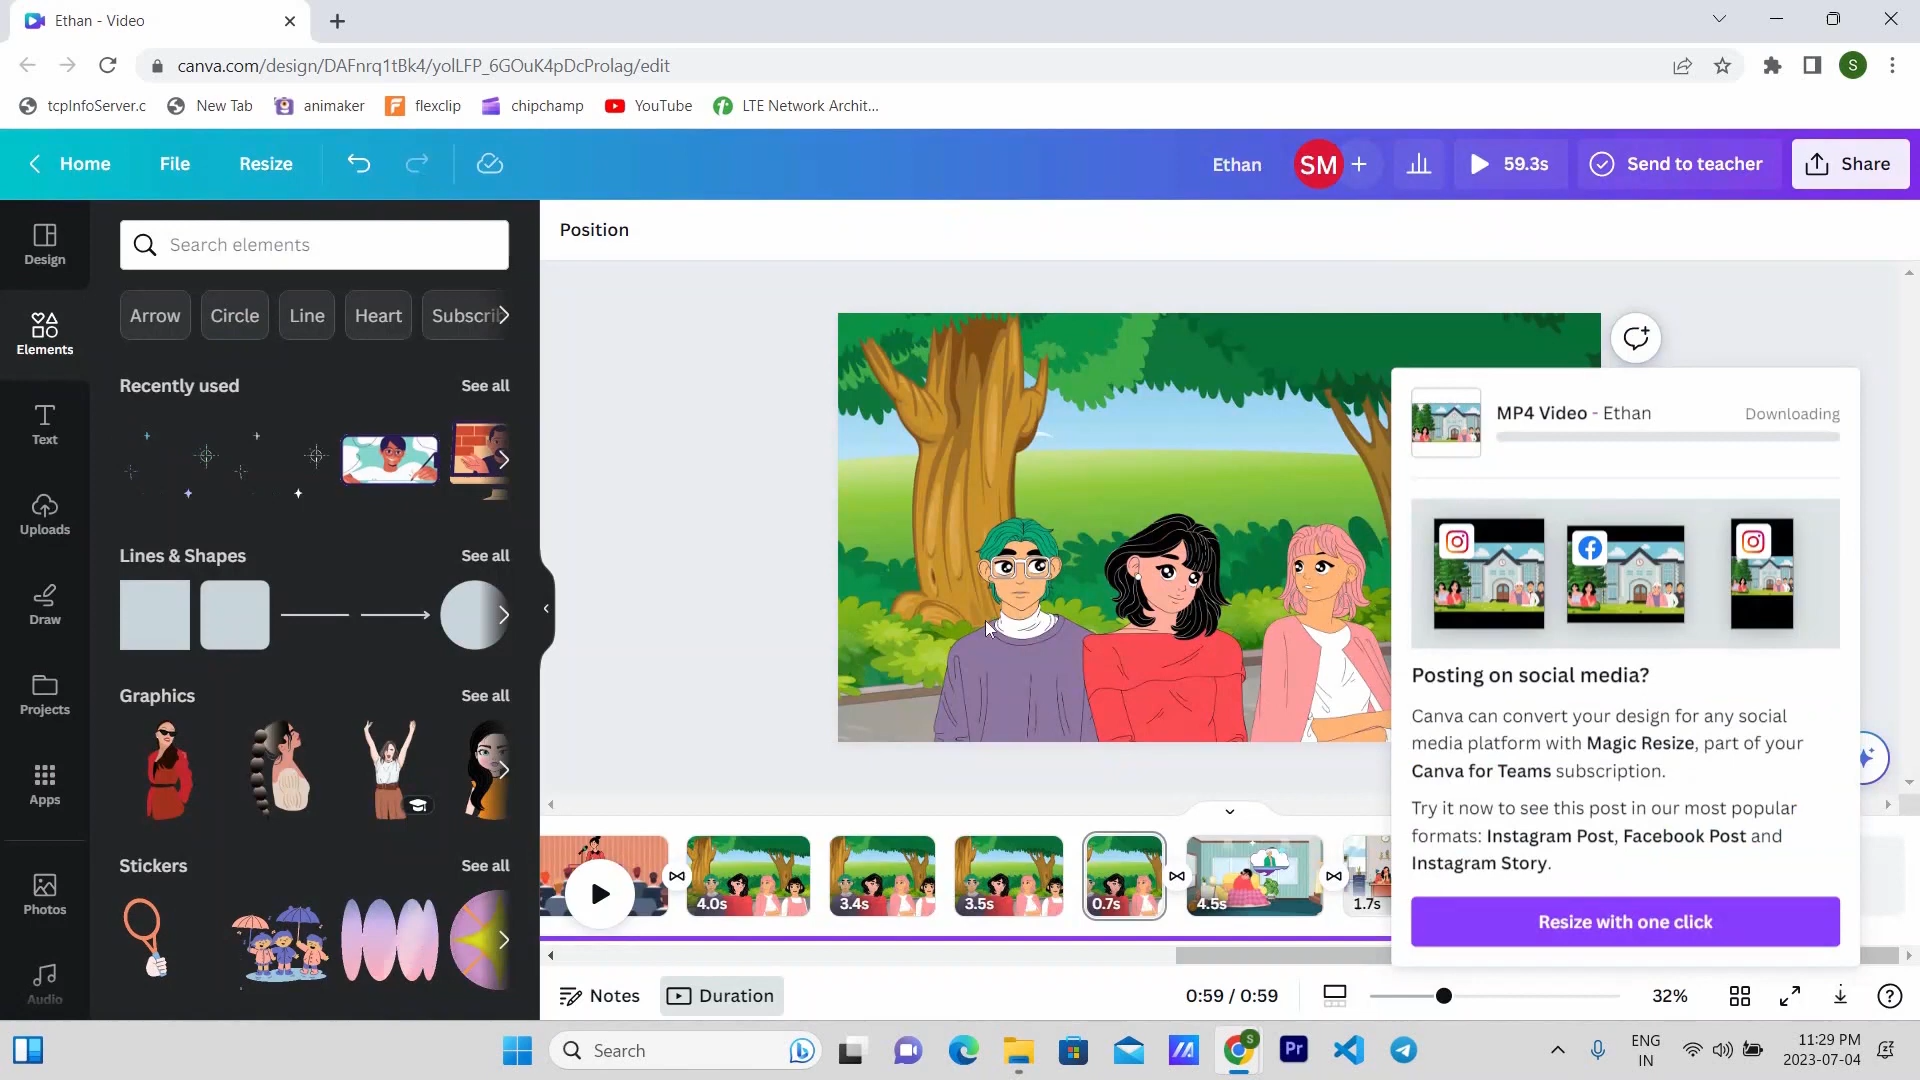 Ethan - Video
canva.com/design/DAFnrq1tBk4/yolLFP_6GOuK4pDcProlag/edit
S
tcpInfoServer.c
New Tab
animaker
flexclip
chipchamp
YouTube
LTE Network Archit...
Home
File
Resize
Ethan
SM
59.3s
Send to teacher
Share
Design
Elements
Text
Uploads
Draw
Projects
Apps
Photos
Audio
Search elements
Arrow
Circle
Line
Heart
Subscri
Recently used
See all
Lines & Shapes
See all
Graphics
See all
Stickers
See all
Position
MP4 Video - Ethan
Downloading
Posting on social media?
Canva can convert your design for any social
media platform with Magic Resize, part of your
Canva for Teams subscription.
Try it now to see this post in our most popular
formats: Instagram Post, Facebook Post and
Instagram Story.
Resize with one click
4.0s
3.4s
3.5s
0.7s
4.5s
1.7s
Notes
Duration
0:59 / 0:59
32%
Search
S
Pr
ENG
IN
11:29 PM
2023-07-04